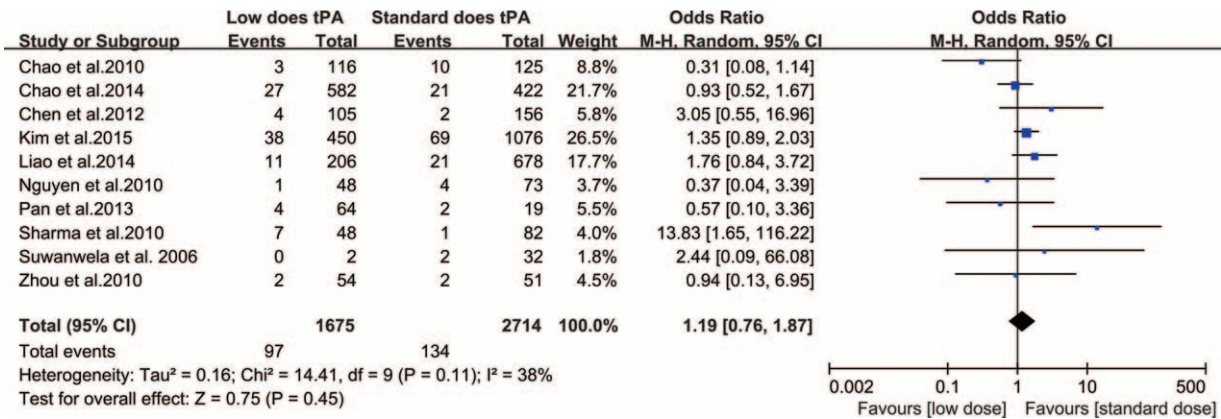 Low does tPA Standard does tPA Odds Ratio Odds Ratio
Study or Subgroup Events Total Events Total Weight M-H, Random, 95% CI M-H, Random, 95% CI
Chao et al.2010 3 116 10 125 8.8% 0.31 [0.08, 1.14]
Chao et al.2014 27 582 21 422 21.7% 0.93 [0.52, 1.67]
Chen et al.2012 4 105 2 156 5.8% 3.05 [0.55, 16.96]
Kim et al.2015 38 450 69 1076 26.5% 1.35 [0.89, 2.03]
Liao et al.2014 11 206 21 678 17.7% 1.76 [0.84, 3.72]
Nguyen et al.2010 1 48 4 73 3.7% 0.37 [0.04, 3.39]
Pan et al.2013 4 64 2 19 5.5% 0.57 [0.10, 3.36]
Sharma et al.2010 7 48 1 82 4.0% 13.83 [1.65, 116.22]
Suwanwela et al. 2006 0 2 2 32 1.8% 2.44 [0.09, 66.08]
Zhou et al.2010 2 54 2 51 4.5% 0.94 [0.13, 6.95]
Total (95% CI) 1675 2714 100.0% 1.19 [0.76, 1.87]
Total events 97 134
Heterogeneity: Tau² = 0.16; Chi² = 14.41, df = 9 (P = 0.11); I² = 38%
Test for overall effect: Z = 0.75 (P = 0.45)
0.002 0.1 1 10 500
Favours [low dose] Favours [standard dose]